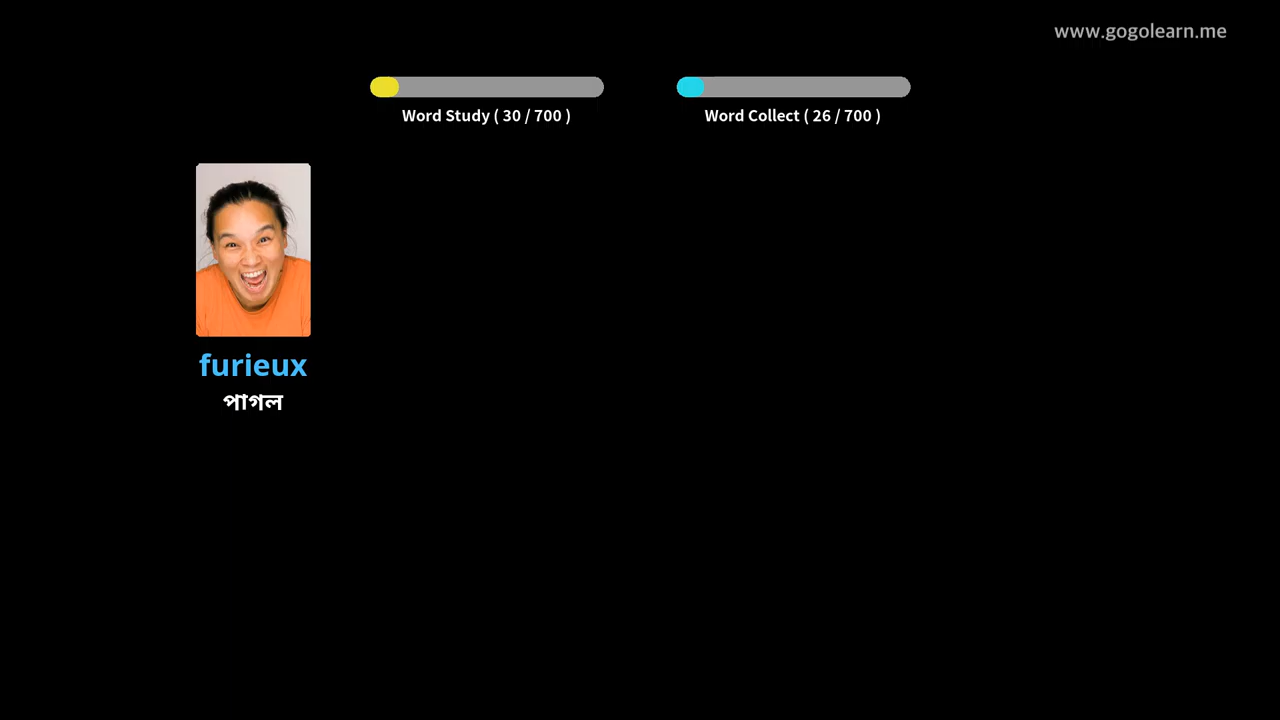 www.gogolearn.me
Word Study ( 30 / 700 )
Word Collect ( 26 / 700 )
furieux
পাগল